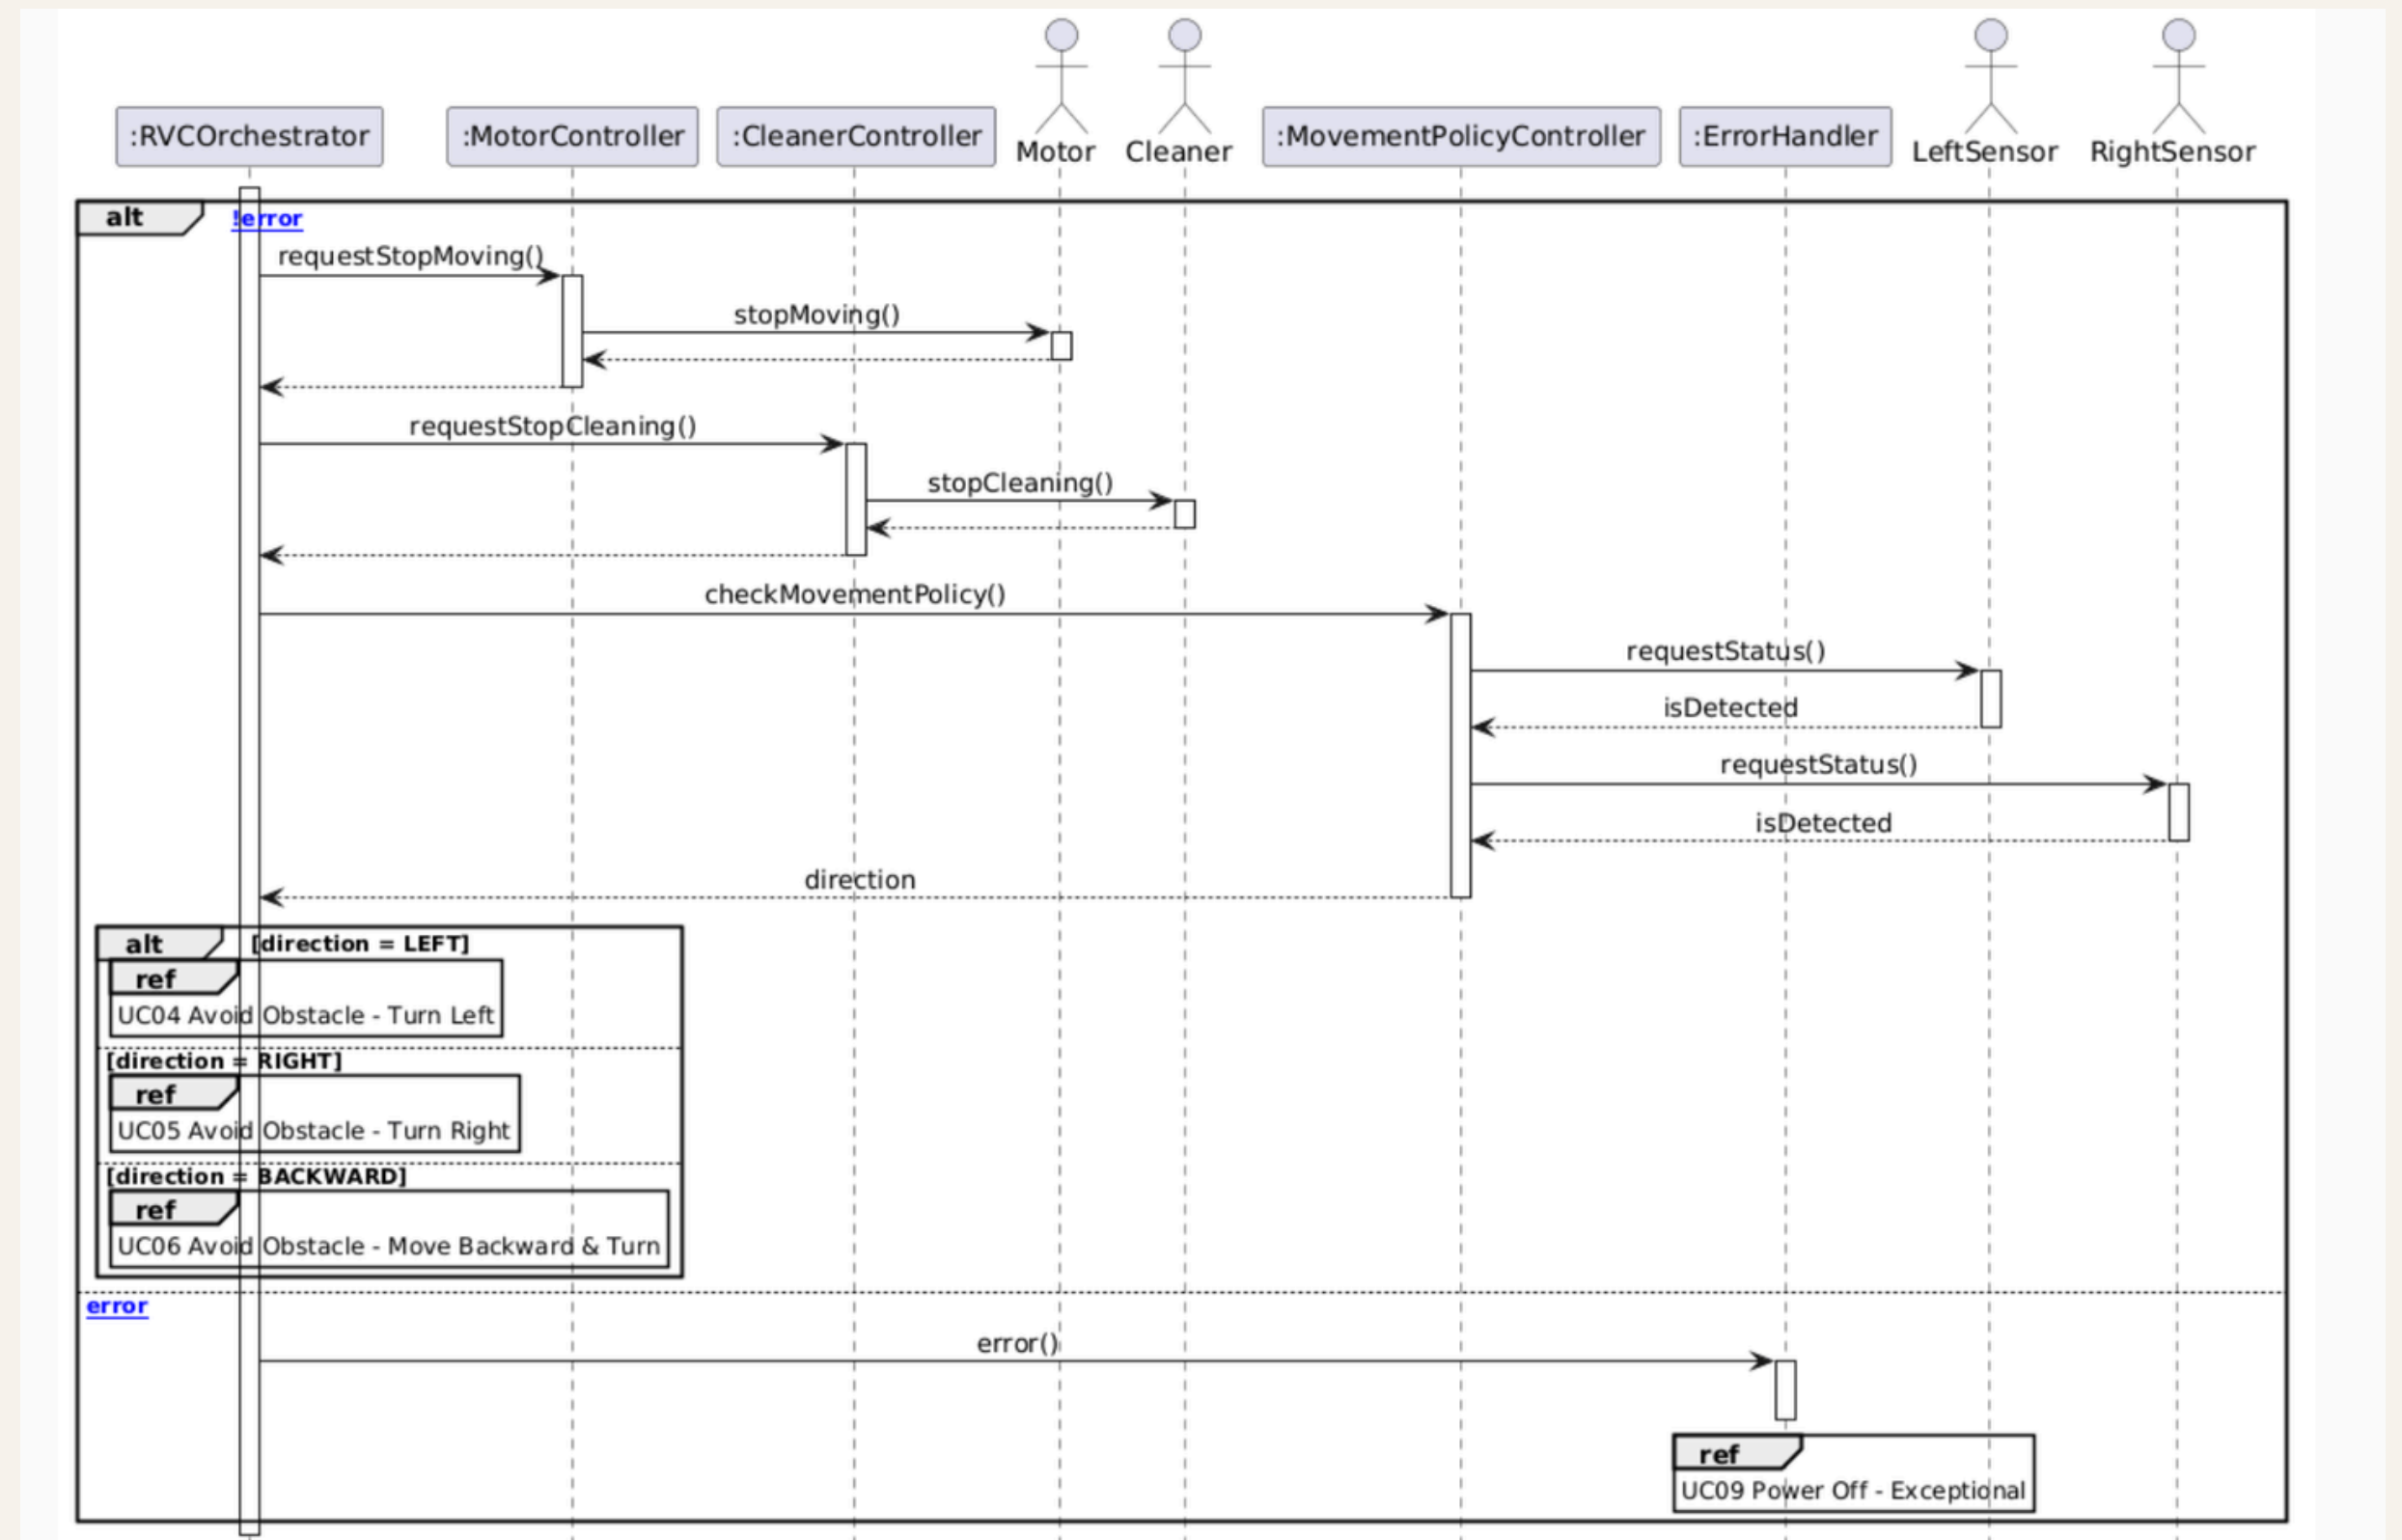 :RVCOrchestrator
:MotorController
:CleanerController
Motor
Cleaner
:MovementPolicyController
:ErrorHandler
LeftSensor
RightSensor
alt
!error
requestStopMoving()
stopMoving()
requestStopCleaning()
stopCleaning()
checkMovementPolicy()
requestStatus()
isDetected
requestStatus()
isDetected
direction
alt
[direction = LEFT]
ref
UC04 Avoid Obstacle - Turn Left
[direction = RIGHT]
ref
UC05 Avoid Obstacle - Turn Right
[direction = BACKWARD]
ref
UC06 Avoid Obstacle - Move Backward & Turn
error
error()
ref
UC09 Power Off - Exceptional